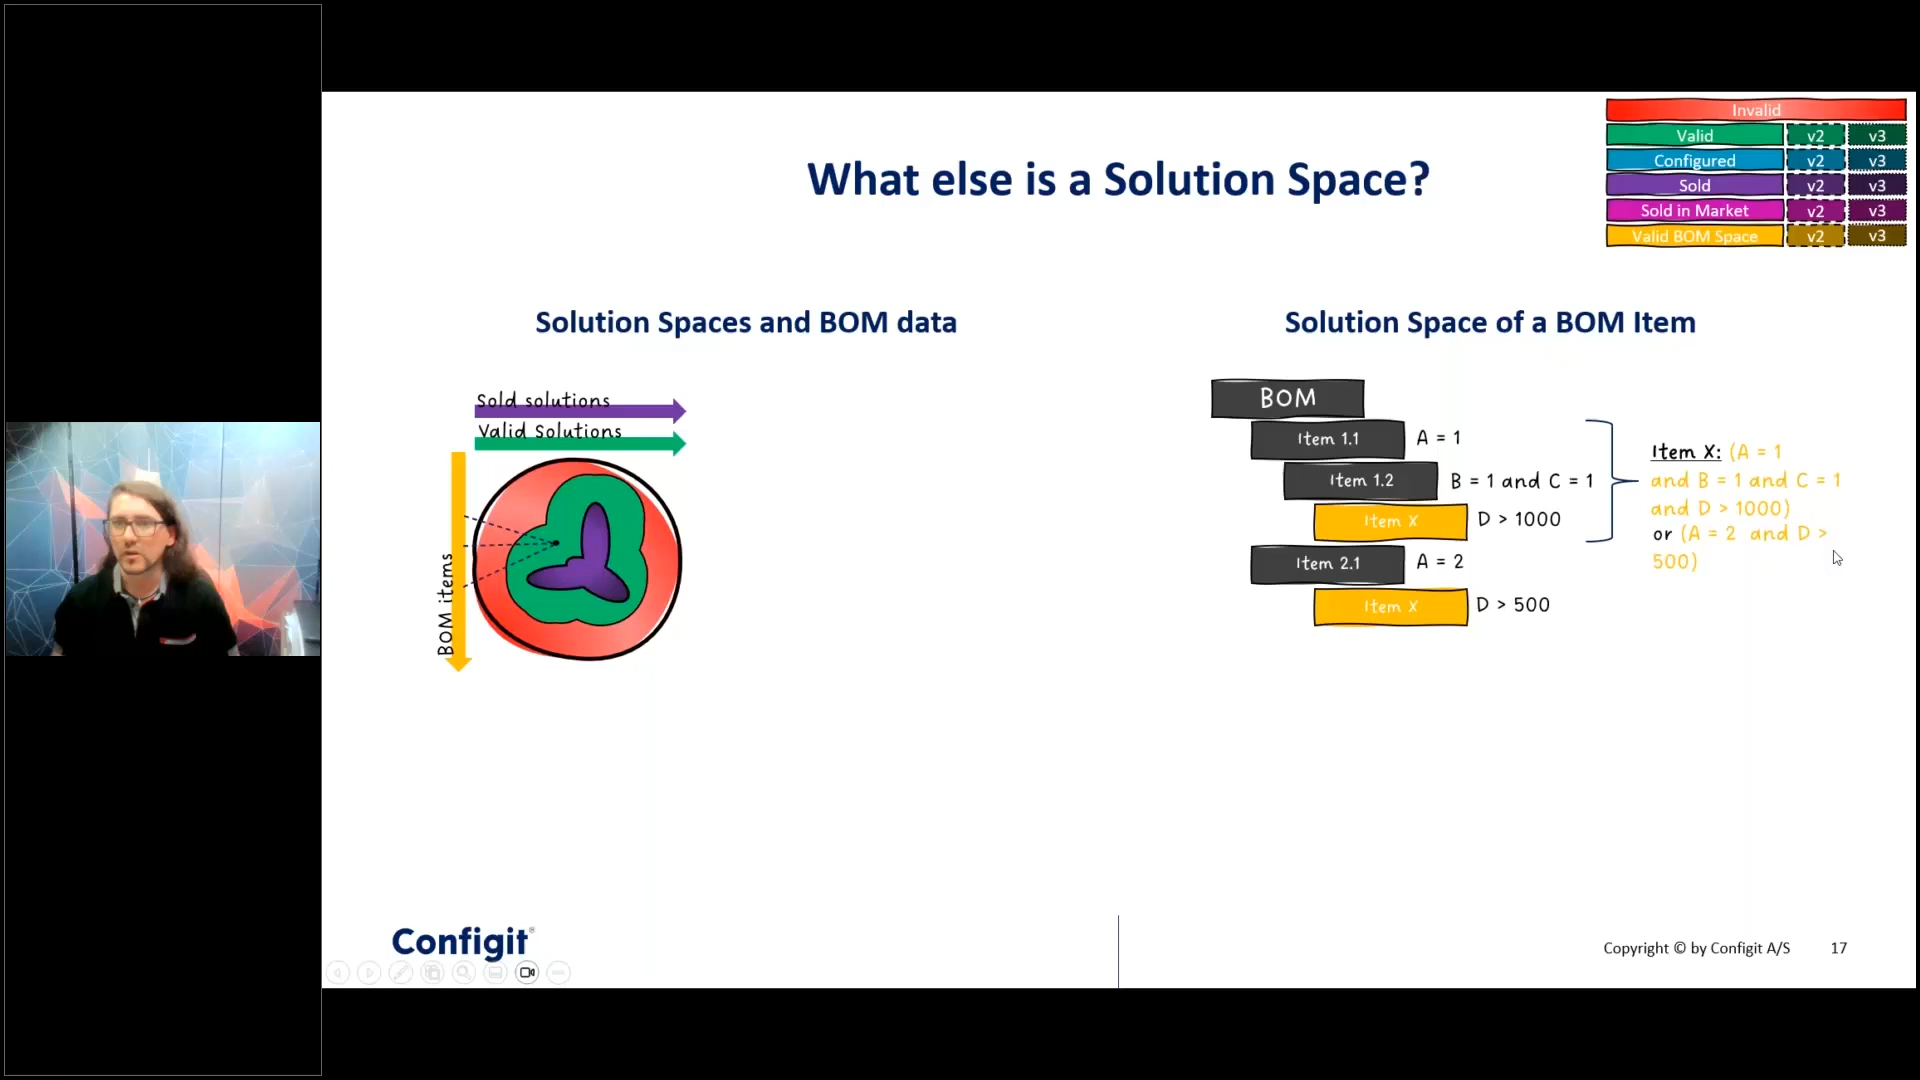 Invalid
Valid v2 v3
Configured v2 v3
Sold v2 v3
Sold in Market v2 v3
Valid BOM Space v2 v3
What else is a Solution Space?
Solution Spaces and BOM data
Sold solutions
Valid Solutions
BOM items
Solution Space of a BOM Item
BOM
Item 1.1 A = 1
Item 1.2 B = 1 and C = 1
Item X D > 1000
Item 2.1 A = 2
Item X D > 500
Item X: (A = 1
and B = 1 and C = 1
and D > 1000)
or (A = 2 and D >
500)
Configit®
Copyright © by Configit A/S 17